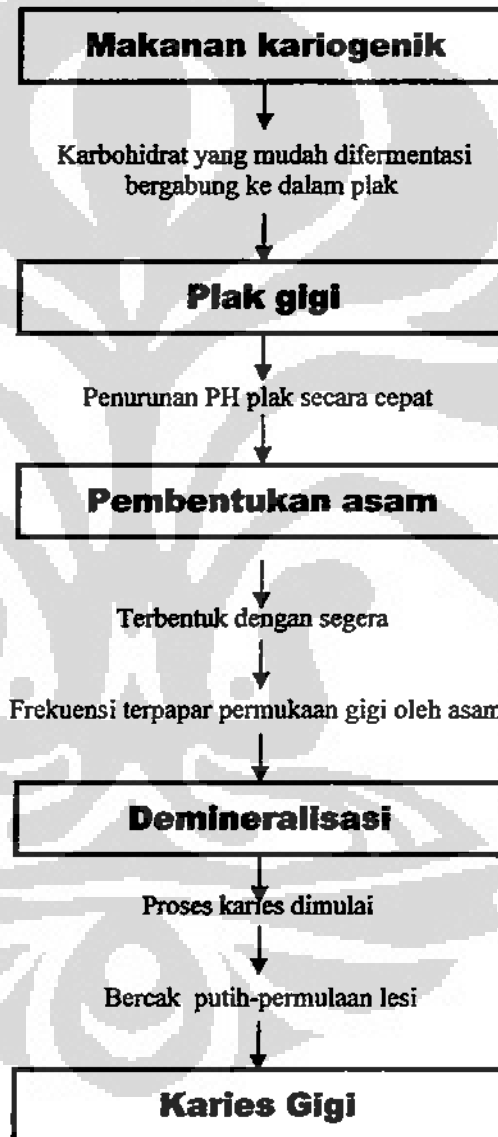 Makanan kariogenik
Karbohidrat yang mudah difermentasi
bergabung ke dalam plak
Plak gigi
Penurunan PH plak secara cepat
Pembentukan asam
Terbentuk dengan segera
Frekuensi terpapar permukaan gigi oleh asam
Demineralisasi
Proses karies dimulai
Bercak putih-permulaan lesi
Karies Gigi